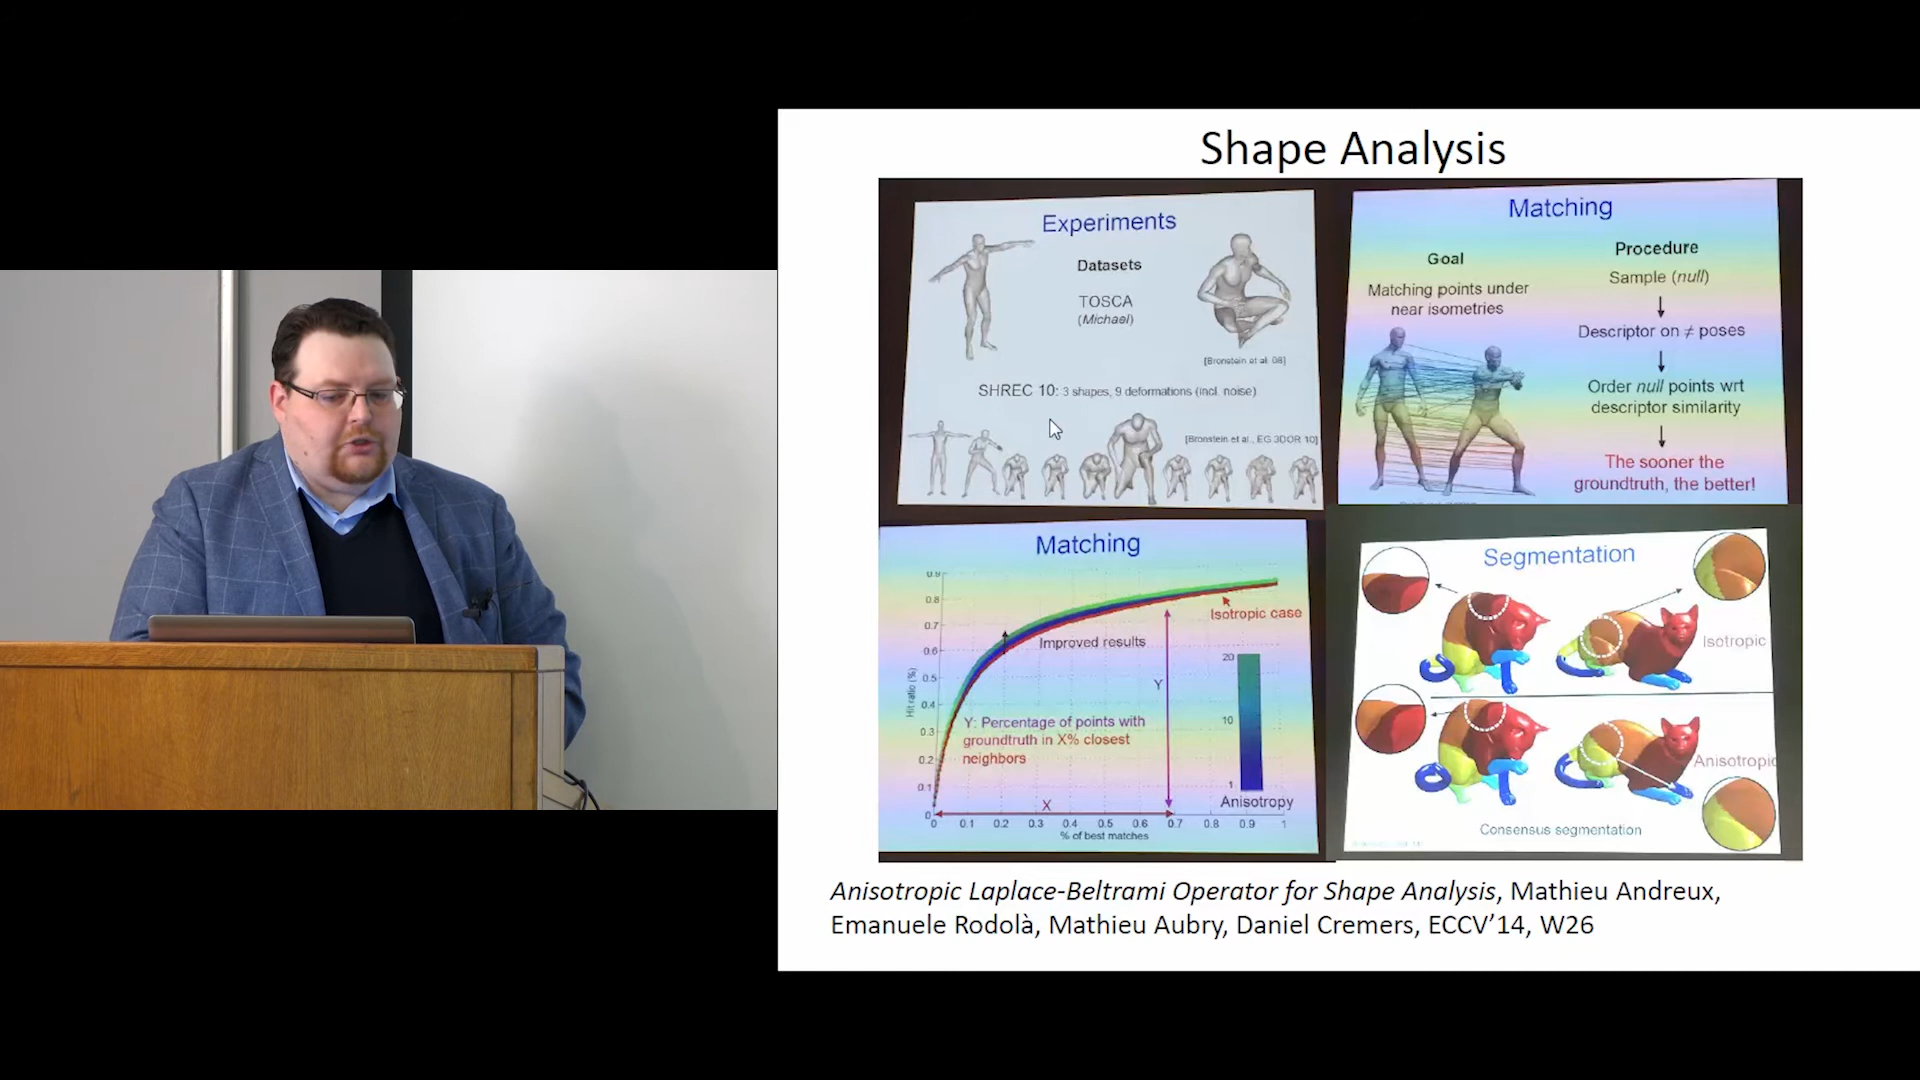 Shape Analysis
Experiments
Datasets
TOSCA
(Michael)
[Bronstein et al. 08]
SHREC 10: 3 shapes, 9 deformations (incl. noise)
[Bronstein et al., EG 3DOR 10]
Matching
Goal
Matching points under
near isometries
Procedure
Sample (null)
Descriptor on ≠ poses
Order null points wrt
descriptor similarity
The sooner the
groundtruth, the better!
Matching
0.9
0.8
0.7
0.6
0.5
0.4
0.3
0.2
0.1
0
Hit ratio (%)
Isotropic case
Improved results
Y
Y: Percentage of points with
groundtruth in X% closest
neighbors
20
10
1
Anisotropy
X
0 0.1 0.2 0.3 0.4 0.5 0.6 0.7 0.8 0.9 1
% of best matches
Segmentation
Isotropic
Anisotropic
Consensus segmentation
Anisotropic Laplace-Beltrami Operator for Shape Analysis, Mathieu Andreux,
Emanuele Rodolà, Mathieu Aubry, Daniel Cremers, ECCV’14, W26